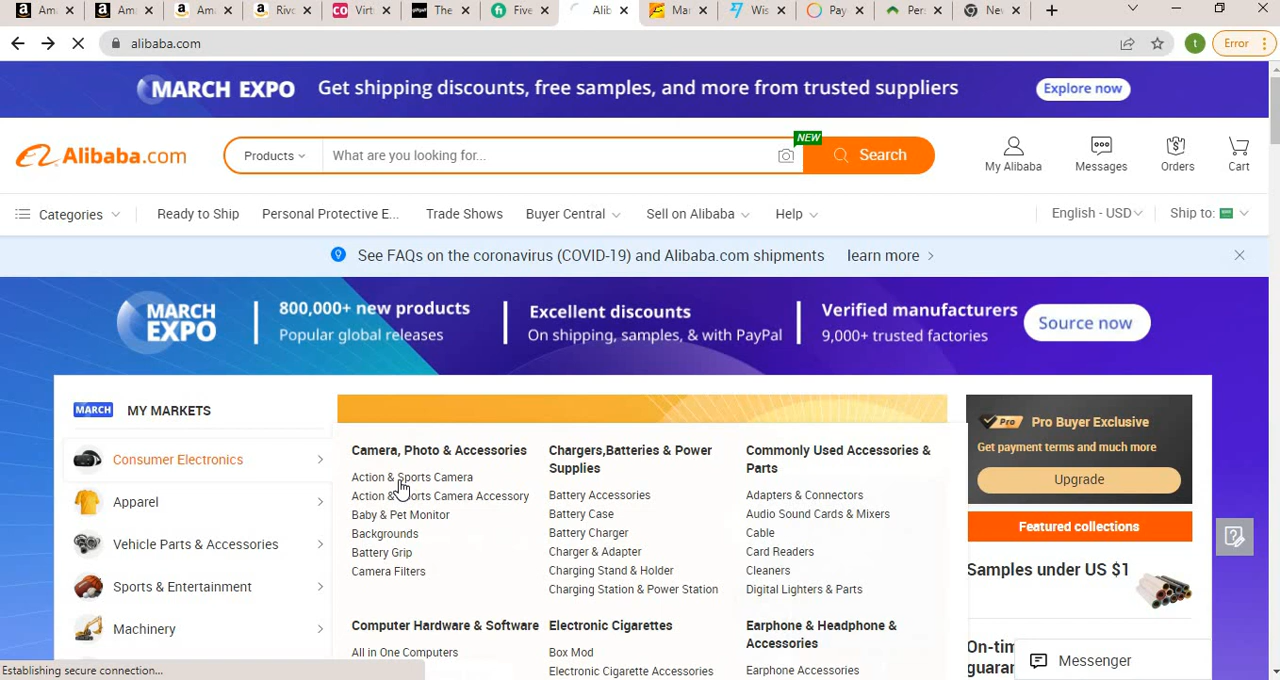 Ama
Ama
Ama
Rivo
Virt
The
Five
Alib
Mar
Wis
Pay
Pers
Nev
alibaba.com
t
Error
MARCH EXPO
Get shipping discounts, free samples, and more from trusted suppliers
Explore now
Alibaba.com
Products
What are you looking for...
NEW
Search
My Alibaba
Messages
Orders
Cart
Categories
Ready to Ship
Personal Protective E...
Trade Shows
Buyer Central
Sell on Alibaba
Help
English - USD
Ship to:
See FAQs on the coronavirus (COVID-19) and Alibaba.com shipments
learn more
MARCH
EXPO
800,000+ new products
Popular global releases
Excellent discounts
On shipping, samples, & with PayPal
Verified manufacturers
9,000+ trusted factories
Source now
MARCH
MY MARKETS
Consumer Electronics
Apparel
Vehicle Parts & Accessories
Sports & Entertainment
Machinery
Camera, Photo & Accessories
Action & Sports Camera
Action & Sports Camera Accessory
Baby & Pet Monitor
Backgrounds
Battery Grip
Camera Filters
Computer Hardware & Software
All in One Computers
Chargers,Batteries & Power
Supplies
Battery Accessories
Battery Case
Battery Charger
Charger & Adapter
Charging Stand & Holder
Charging Station & Power Station
Electronic Cigarettes
Box Mod
Electronic Cigarette Accessories
Commonly Used Accessories &
Parts
Adapters & Connectors
Audio Sound Cards & Mixers
Cable
Card Readers
Cleaners
Digital Lighters & Parts
Earphone & Headphone &
Accessories
Earphone Accessories
Pro
Pro Buyer Exclusive
Get payment terms and much more
Upgrade
Featured collections
Samples under US $1
On-tim
guaran
Messenger
Establishing secure connection...